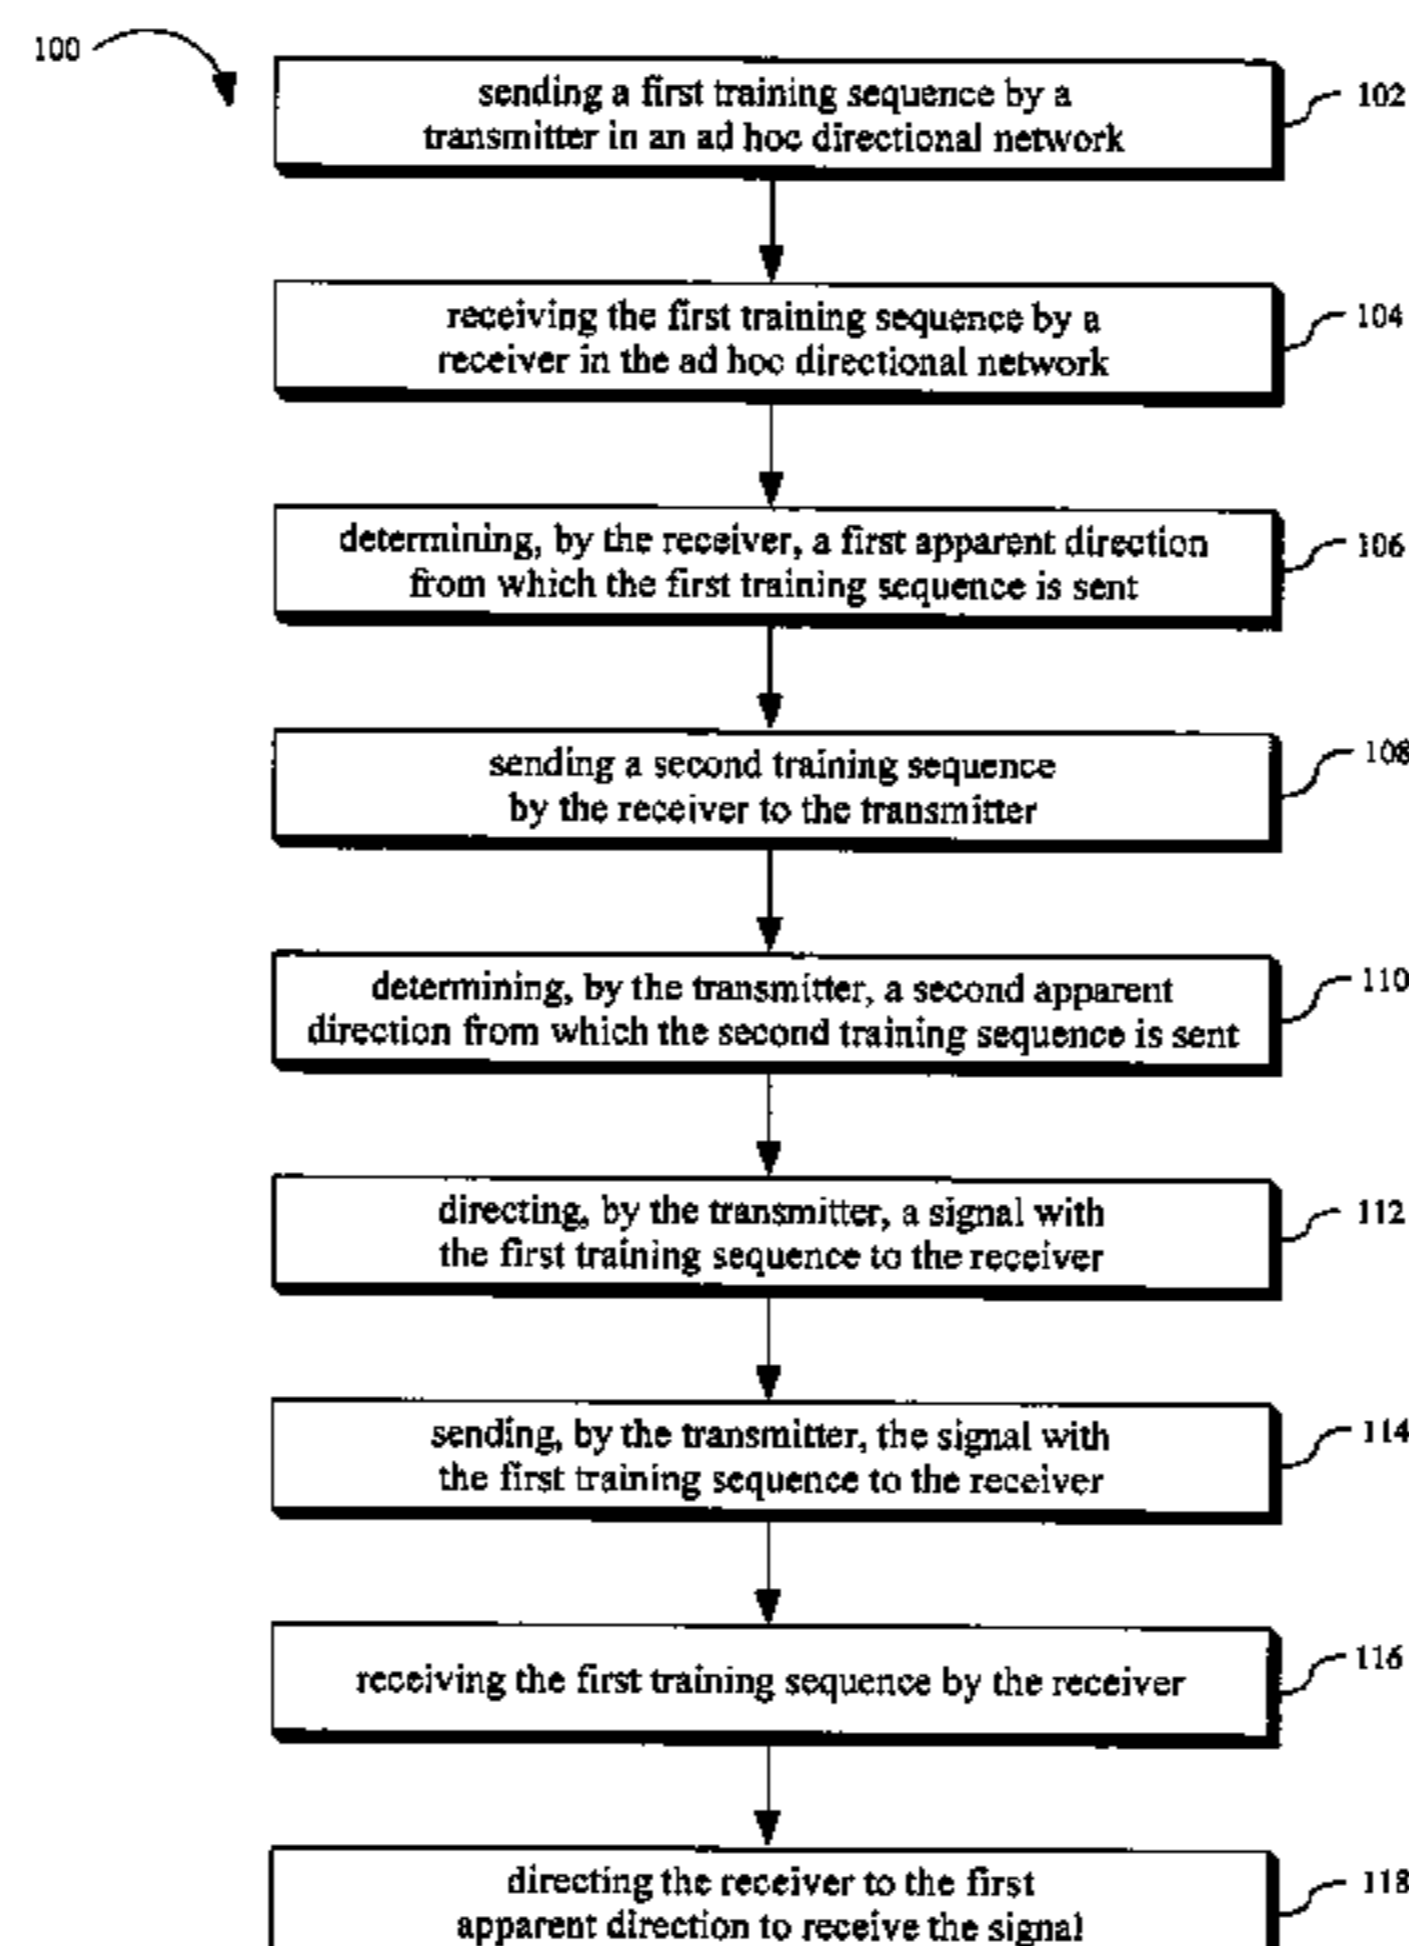 100
sending a first training sequence by a
transmitter in an ad hoc directional network
102
receiving the first training sequence by a
receiver in the ad hoc directional network
104
determining, by the receiver, a first apparent direction
from which the first training sequence is sent
106
sending a second training sequence
by the receiver to the transmitter
108
determining, by the transmitter, a second apparent
direction from which the second training sequence is sent
110
directing, by the transmitter, a signal with
the first training sequence to the receiver
112
sending, by the transmitter, the signal with
the first training sequence to the receiver
114
receiving the first training sequence by the receiver
116
directing the receiver to the first
apparent direction to receive the signal
118